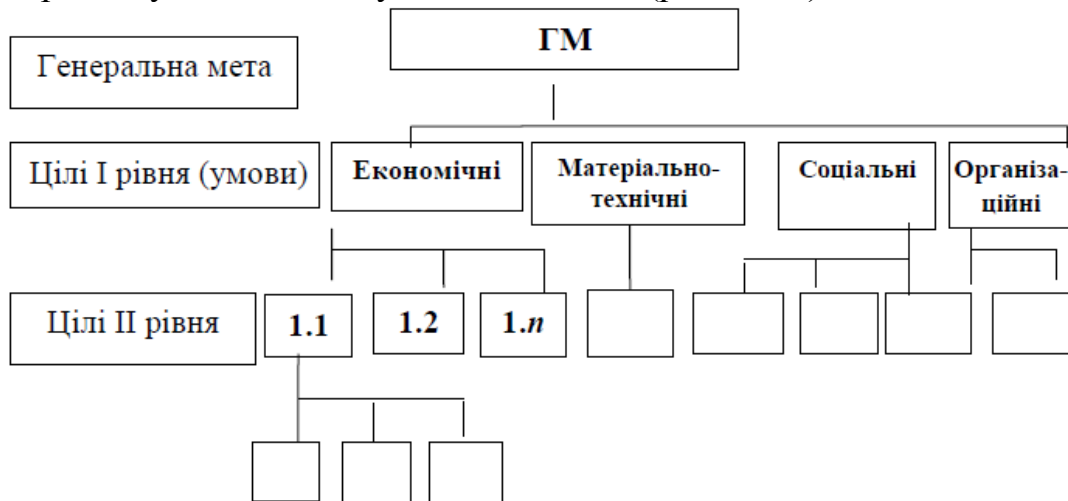 ГМ
Генеральна мета
Цілі І рівня (умови)
Економічні
Матеріально-
технічні
Соціальні
Організа-
ційні
Цілі ІІ рівня
1.1
1.2
1.n